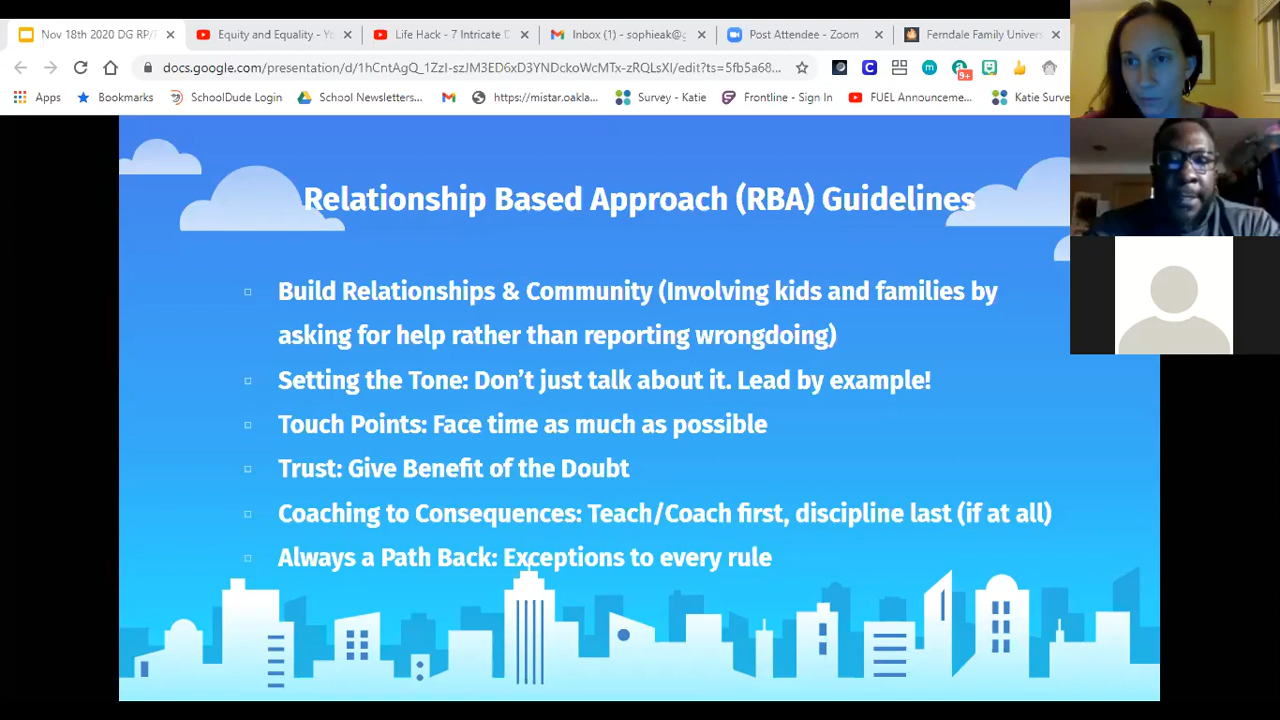 Nov 18th 2020 DG RP/
Equity and Equality - Yo
Life Hack - 7 Intricate D
Inbox (1) - sophieak@g
Post Attendee - Zoom
Ferndale Family Univer
docs.google.com/presentation/d/1hCntAgQ_1ZzI-szJM3ED6xD3YNDckoWcMTx-zRQLsXI/edit?ts=5fb5a68...
9+
Apps
Bookmarks
SchoolDude Login
School Newsletters...
https://mistar.oakla...
Survey - Katie
Frontline - Sign In
FUEL Announceme...
Katie Surve
Relationship Based Approach (RBA) Guidelines
Build Relationships & Community (Involving kids and families by
asking for help rather than reporting wrongdoing)
Setting the Tone: Don’t just talk about it. Lead by example!
Touch Points: Face time as much as possible
Trust: Give Benefit of the Doubt
Coaching to Consequences: Teach/Coach first, discipline last (if at all)
Always a Path Back: Exceptions to every rule